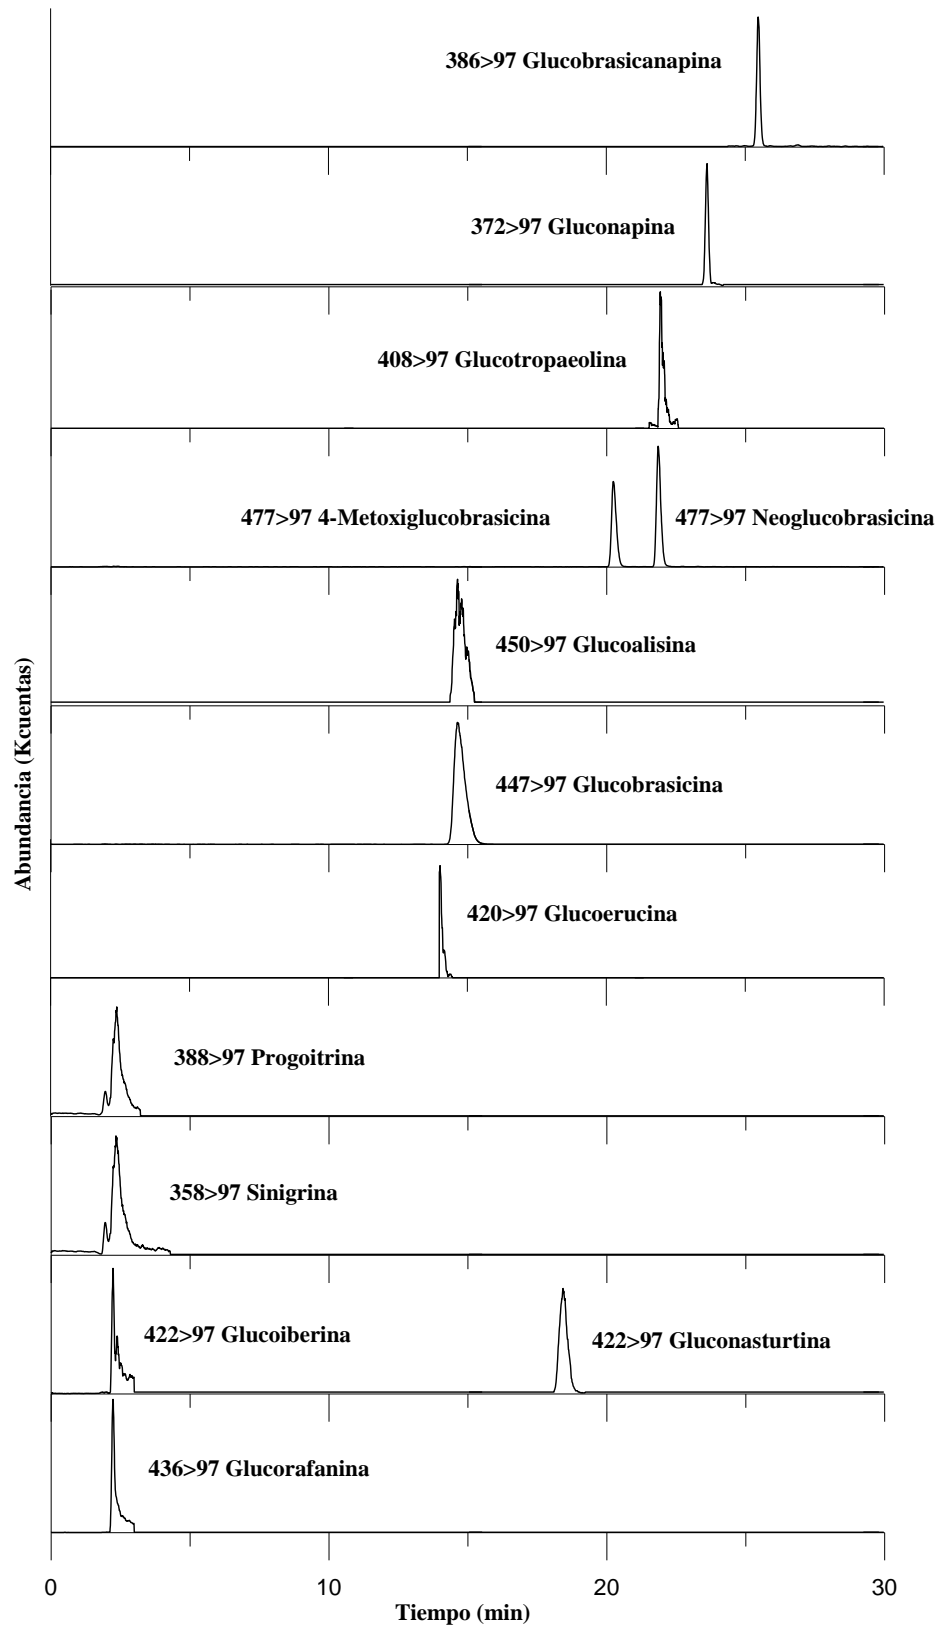 386>97 Glucobrasicanapina
372>97 Gluconapina
408>97 Glucotropaeolina
477>97 4-Metoxiglucobrasicina
477>97 Neoglucobrasicina
450>97 Glucoalisina
447>97 Glucobrasicina
420>97 Glucoerucina
388>97 Progoitrina
358>97 Sinigrina
422>97 Glucoiberina
422>97 Gluconasturtina
436>97 Glucorafanina
Abundancia (Kcuentas)
0 10 20 30
Tiempo (min)